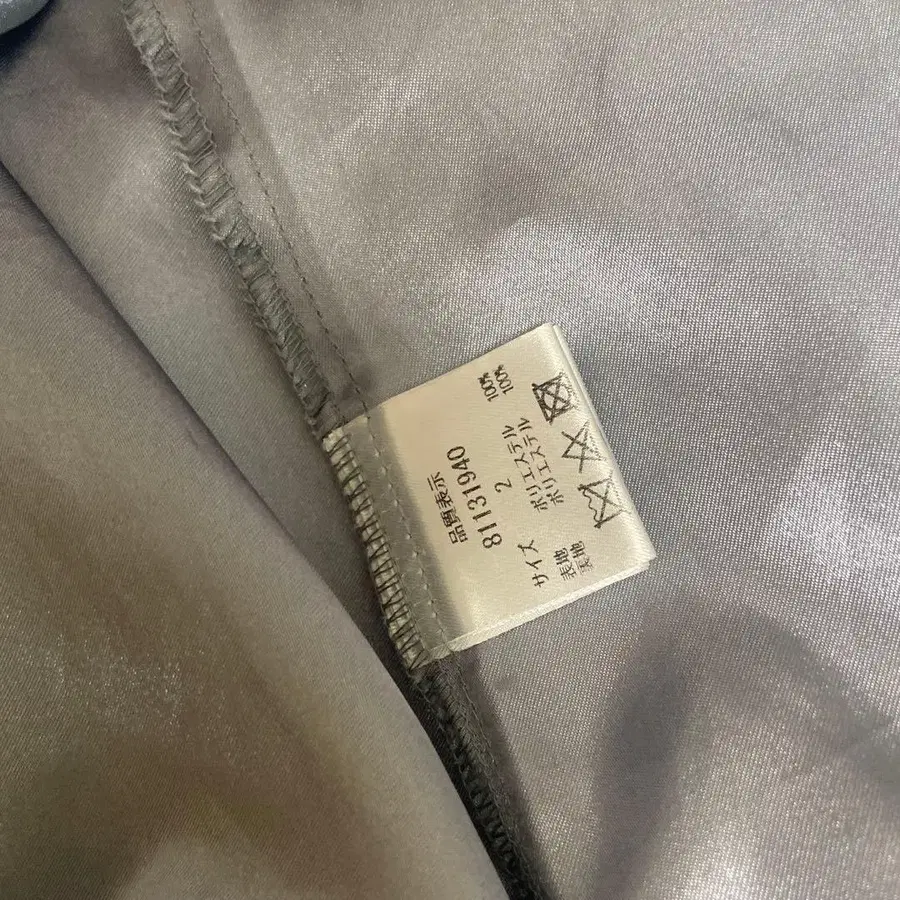 品質表示
81131940
サイズ 2
表地 ポリエステル 100%
裏地 ポリエステル 100%